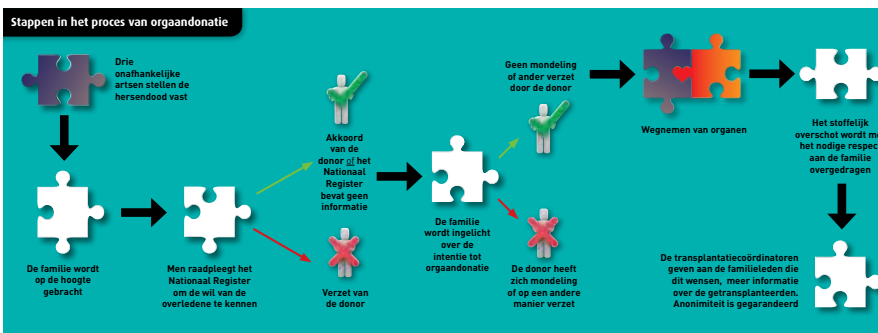 Stappen in het proces van orgaandonatie
Drie
onafhankelijke
artsen stellen de
hersendood vast
De familie wordt
op de hoogte
gebracht
Men raadpleegt het
Nationaal Register
om de wil van de
overledene te kennen
Akkoord
van de
donor of het
Nationaal
Register
bevat geen
informatie
Verzet van
de donor
De familie
wordt ingelicht
over de
intentie tot
orgaandonatie
Geen mondeling
of ander verzet
door de donor
De donor heeft
zich mondeling
of op een andere
manier verzet
Wegnemen van organen
Het stoffelijk
overschot wordt
het nodige
aan de familie
overgedragen
De transplantatiecoördinatoren
geven aan de familieleden die
dit wensen, meer informatie
over de getransplanteerden.
Anonimiteit is gegarandeerd